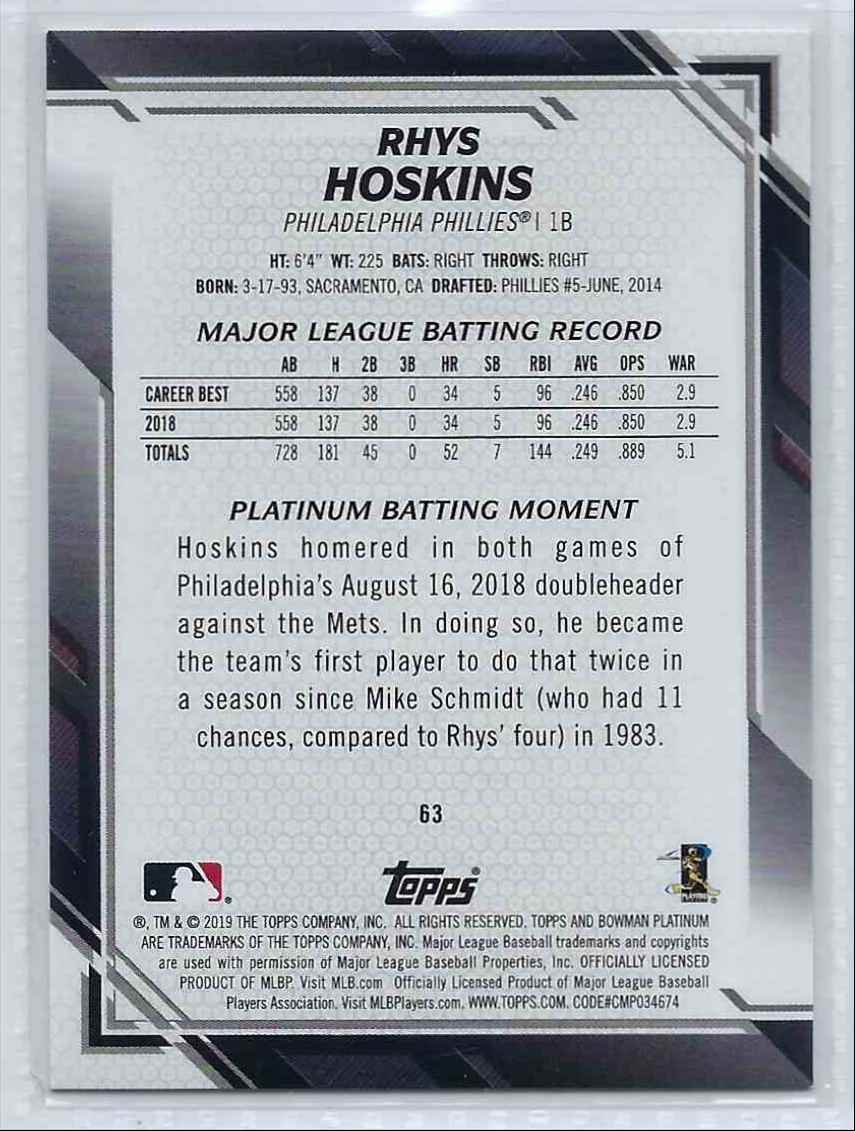 RHYS
HOSKINS
PHILADELPHIA PHILLIES® | 1B
HT: 6'4" WT: 225 BATS: RIGHT THROWS: RIGHT
BORN: 3-17-93, SACRAMENTO, CA DRAFTED: PHILLIES #5-JUNE, 2014
MAJOR LEAGUE BATTING RECORD
AB H 2B 3B HR SB RBI AVG OPS WAR
CAREER BEST 558 137 38 0 34 5 96 .246 .850 2.9
2018 558 137 38 0 34 5 96 .246 .850 2.9
TOTALS 728 181 45 0 52 7 144 .249 .889 5.1
PLATINUM BATTING MOMENT
Hoskins homered in both games of
Philadelphia's August 16, 2018 doubleheader
against the Mets. In doing so, he became
the team's first player to do that twice in
a season since Mike Schmidt (who had 11
chances, compared to Rhys' four) in 1983.
63
topps
®, TM & © 2019 THE TOPPS COMPANY, INC. ALL RIGHTS RESERVED. TOPPS AND BOWMAN PLATINUM
ARE TRADEMARKS OF THE TOPPS COMPANY, INC. Major League Baseball trademarks and copyrights
are used with permission of Major League Baseball Properties, Inc. OFFICIALLY LICENSED
PRODUCT OF MLBP. Visit MLB.com Officially Licensed Product of Major League Baseball
Players Association. Visit MLBPlayers.com. WWW.TOPPS.COM. CODE#CMP034674